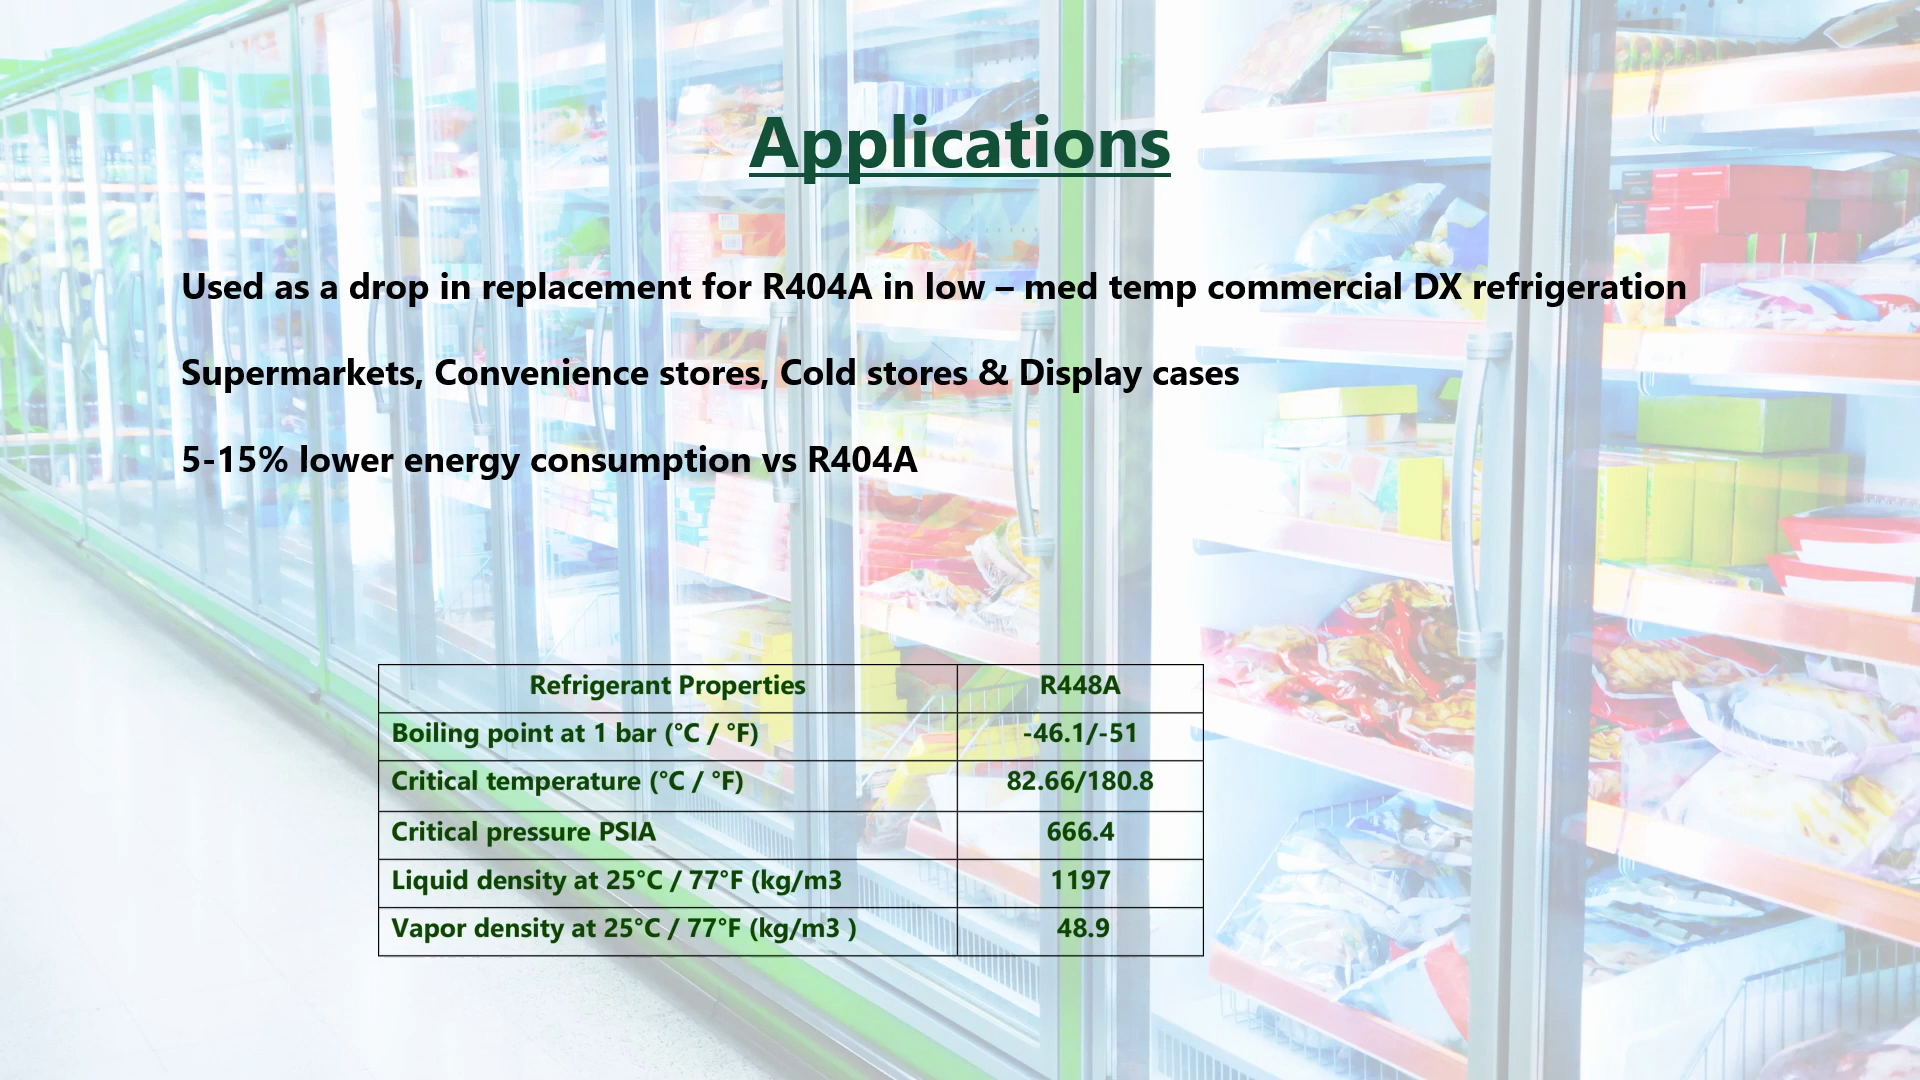 Applications
Used as a drop in replacement for R404A in low – med temp commercial DX refrigeration
Supermarkets, Convenience stores, Cold stores & Display cases
5-15% lower energy consumption vs R404A
Refrigerant Properties R448A
Boiling point at 1 bar (°C / °F) -46.1/-51
Critical temperature (°C / °F) 82.66/180.8
Critical pressure PSIA 666.4
Liquid density at 25°C / 77°F (kg/m3 1197
Vapor density at 25°C / 77°F (kg/m3 ) 48.9